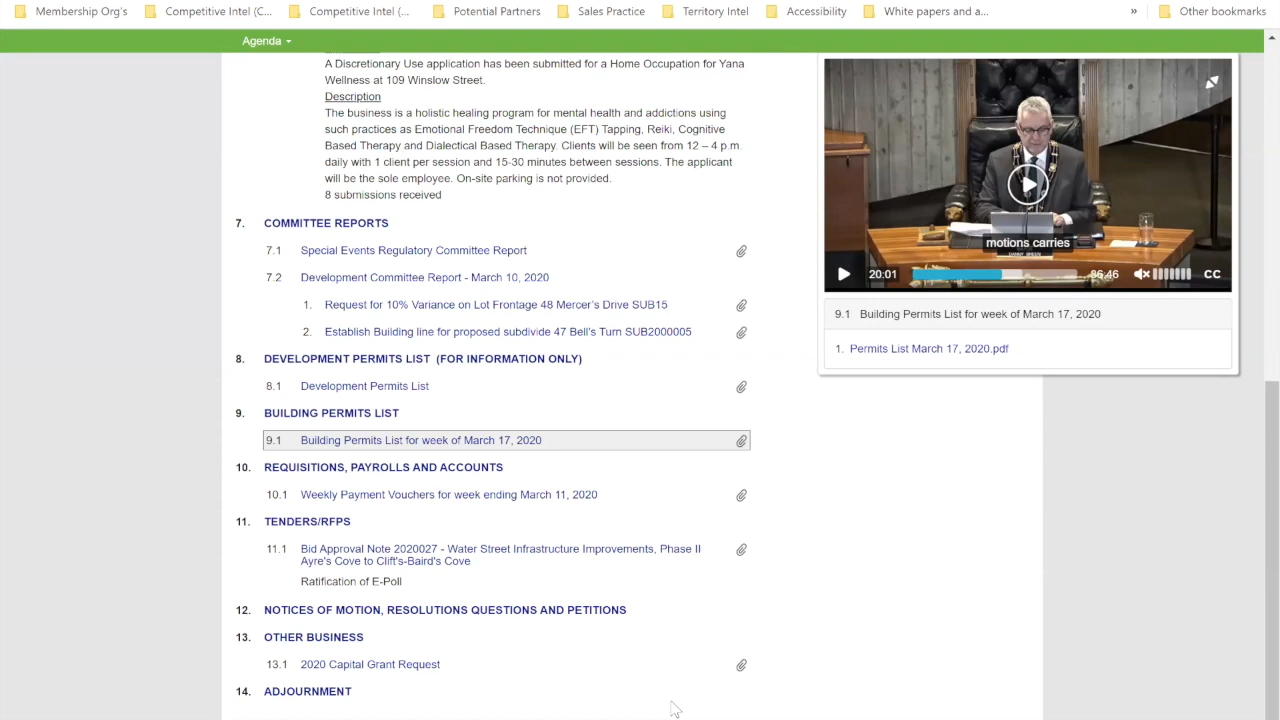 Membership Org's
Competitive Intel (C...
Competitive Intel (...
Potential Partners
Sales Practice
Territory Intel
Accessibility
White papers and a...
»
Other bookmarks
Agenda
A Discretionary Use application has been submitted for a Home Occupation for Yana
Wellness at 109 Winslow Street.
Description
The business is a holistic healing program for mental health and addictions using
such practices as Emotional Freedom Technique (EFT) Tapping, Reiki, Cognitive
Based Therapy and Dialectical Based Therapy. Clients will be seen from 12 – 4 p.m.
daily with 1 client per session and 15-30 minutes between sessions. The applicant
will be the sole employee. On-site parking is not provided.
8 submissions received
7. COMMITTEE REPORTS
7.1 Special Events Regulatory Committee Report
7.2 Development Committee Report - March 10, 2020
1. Request for 10% Variance on Lot Frontage 48 Mercer's Drive SUB15
2. Establish Building line for proposed subdivide 47 Bell's Turn SUB2000005
8. DEVELOPMENT PERMITS LIST (FOR INFORMATION ONLY)
8.1 Development Permits List
9. BUILDING PERMITS LIST
9.1 Building Permits List for week of March 17, 2020
10. REQUISITIONS, PAYROLLS AND ACCOUNTS
10.1 Weekly Payment Vouchers for week ending March 11, 2020
11. TENDERS/RFPS
11.1 Bid Approval Note 2020027 - Water Street Infrastructure Improvements, Phase II
Ayre's Cove to Clift's-Baird's Cove
Ratification of E-Poll
12. NOTICES OF MOTION, RESOLUTIONS QUESTIONS AND PETITIONS
13. OTHER BUSINESS
13.1 2020 Capital Grant Request
14. ADJOURNMENT
motions carries
DANNY BREEN
20:01
36:46
CC
9.1 Building Permits List for week of March 17, 2020
1. Permits List March 17, 2020.pdf